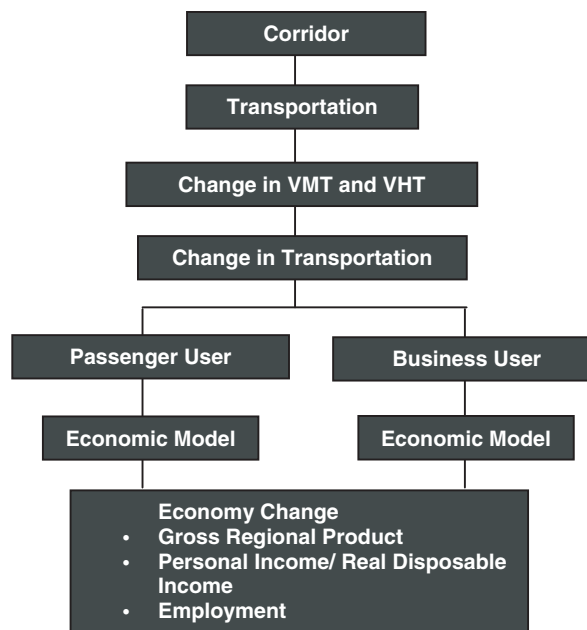 Corridor
Transportation
Change in VMT and VHT
Change in Transportation
Passenger User
Business User
Economic Model
Economic Model
Economy Change
• Gross Regional Product
• Personal Income/ Real Disposable
Income
• Employment